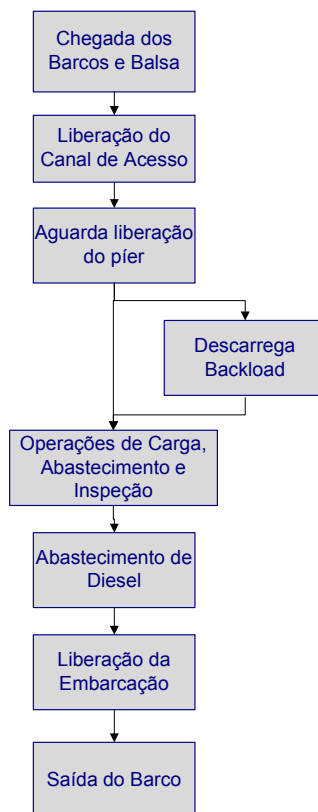 Chegada dos
Barcos e Balsa
Liberação do
Canal de Acesso
Aguarda liberação
do píer
Descarrega
Backload
Operações de Carga,
Abastecimento e
Inspeção
Abastecimento de
Diesel
Liberação da
Embarcação
Saída do Barco